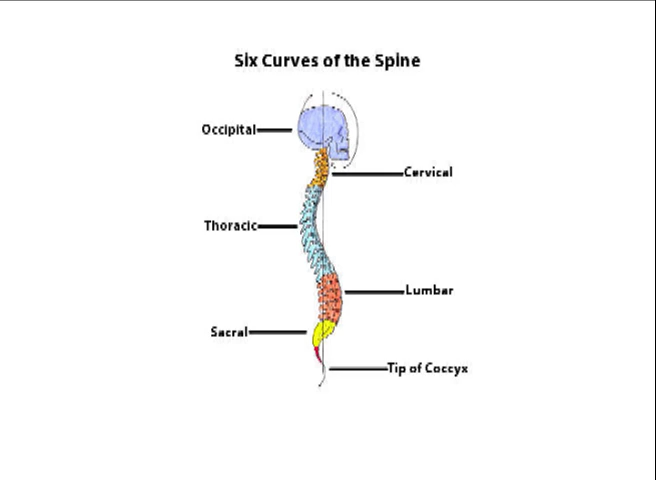 Six Curves of the Spine
Occipital
Cervical
Thoracic
Lumbar
Sacral
Tip of Coccyx